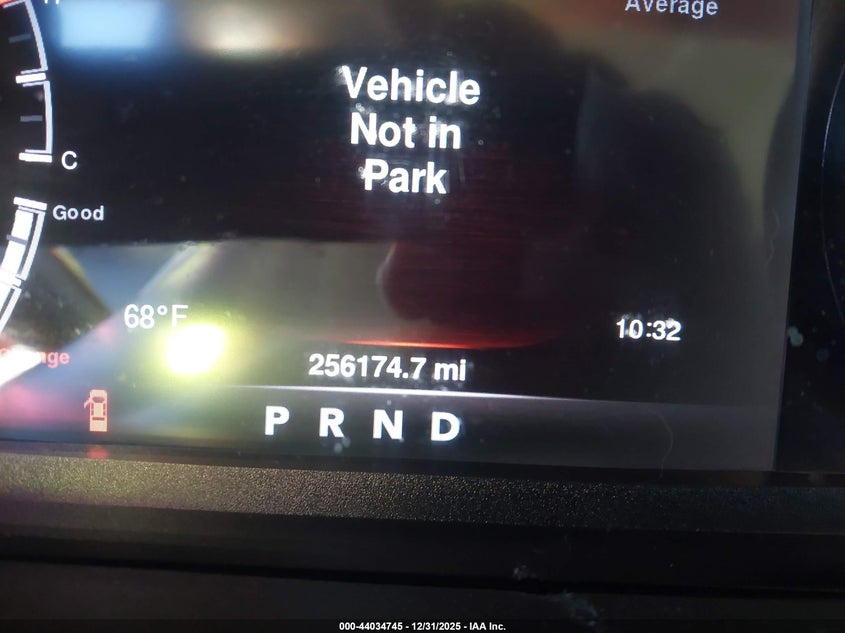 Average
Vehicle
Not in
Park
C
Good
68°F
10:32
256174.7 mi
P R N D
000-44034745 - 12/31/2025 - IAA Inc.